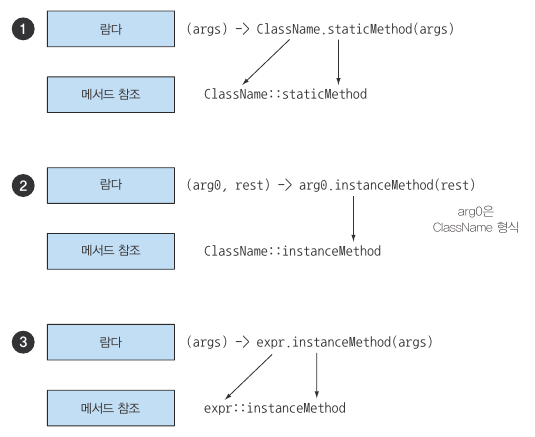 1 람다 (args) -> ClassName.staticMethod(args)
메서드 참조 ClassName::staticMethod
2 람다 (arg0, rest) -> arg0.instanceMethod(rest)
arg0은
ClassName 형식
메서드 참조 ClassName::instanceMethod
3 람다 (args) -> expr.instanceMethod(args)
메서드 참조 expr::instanceMethod